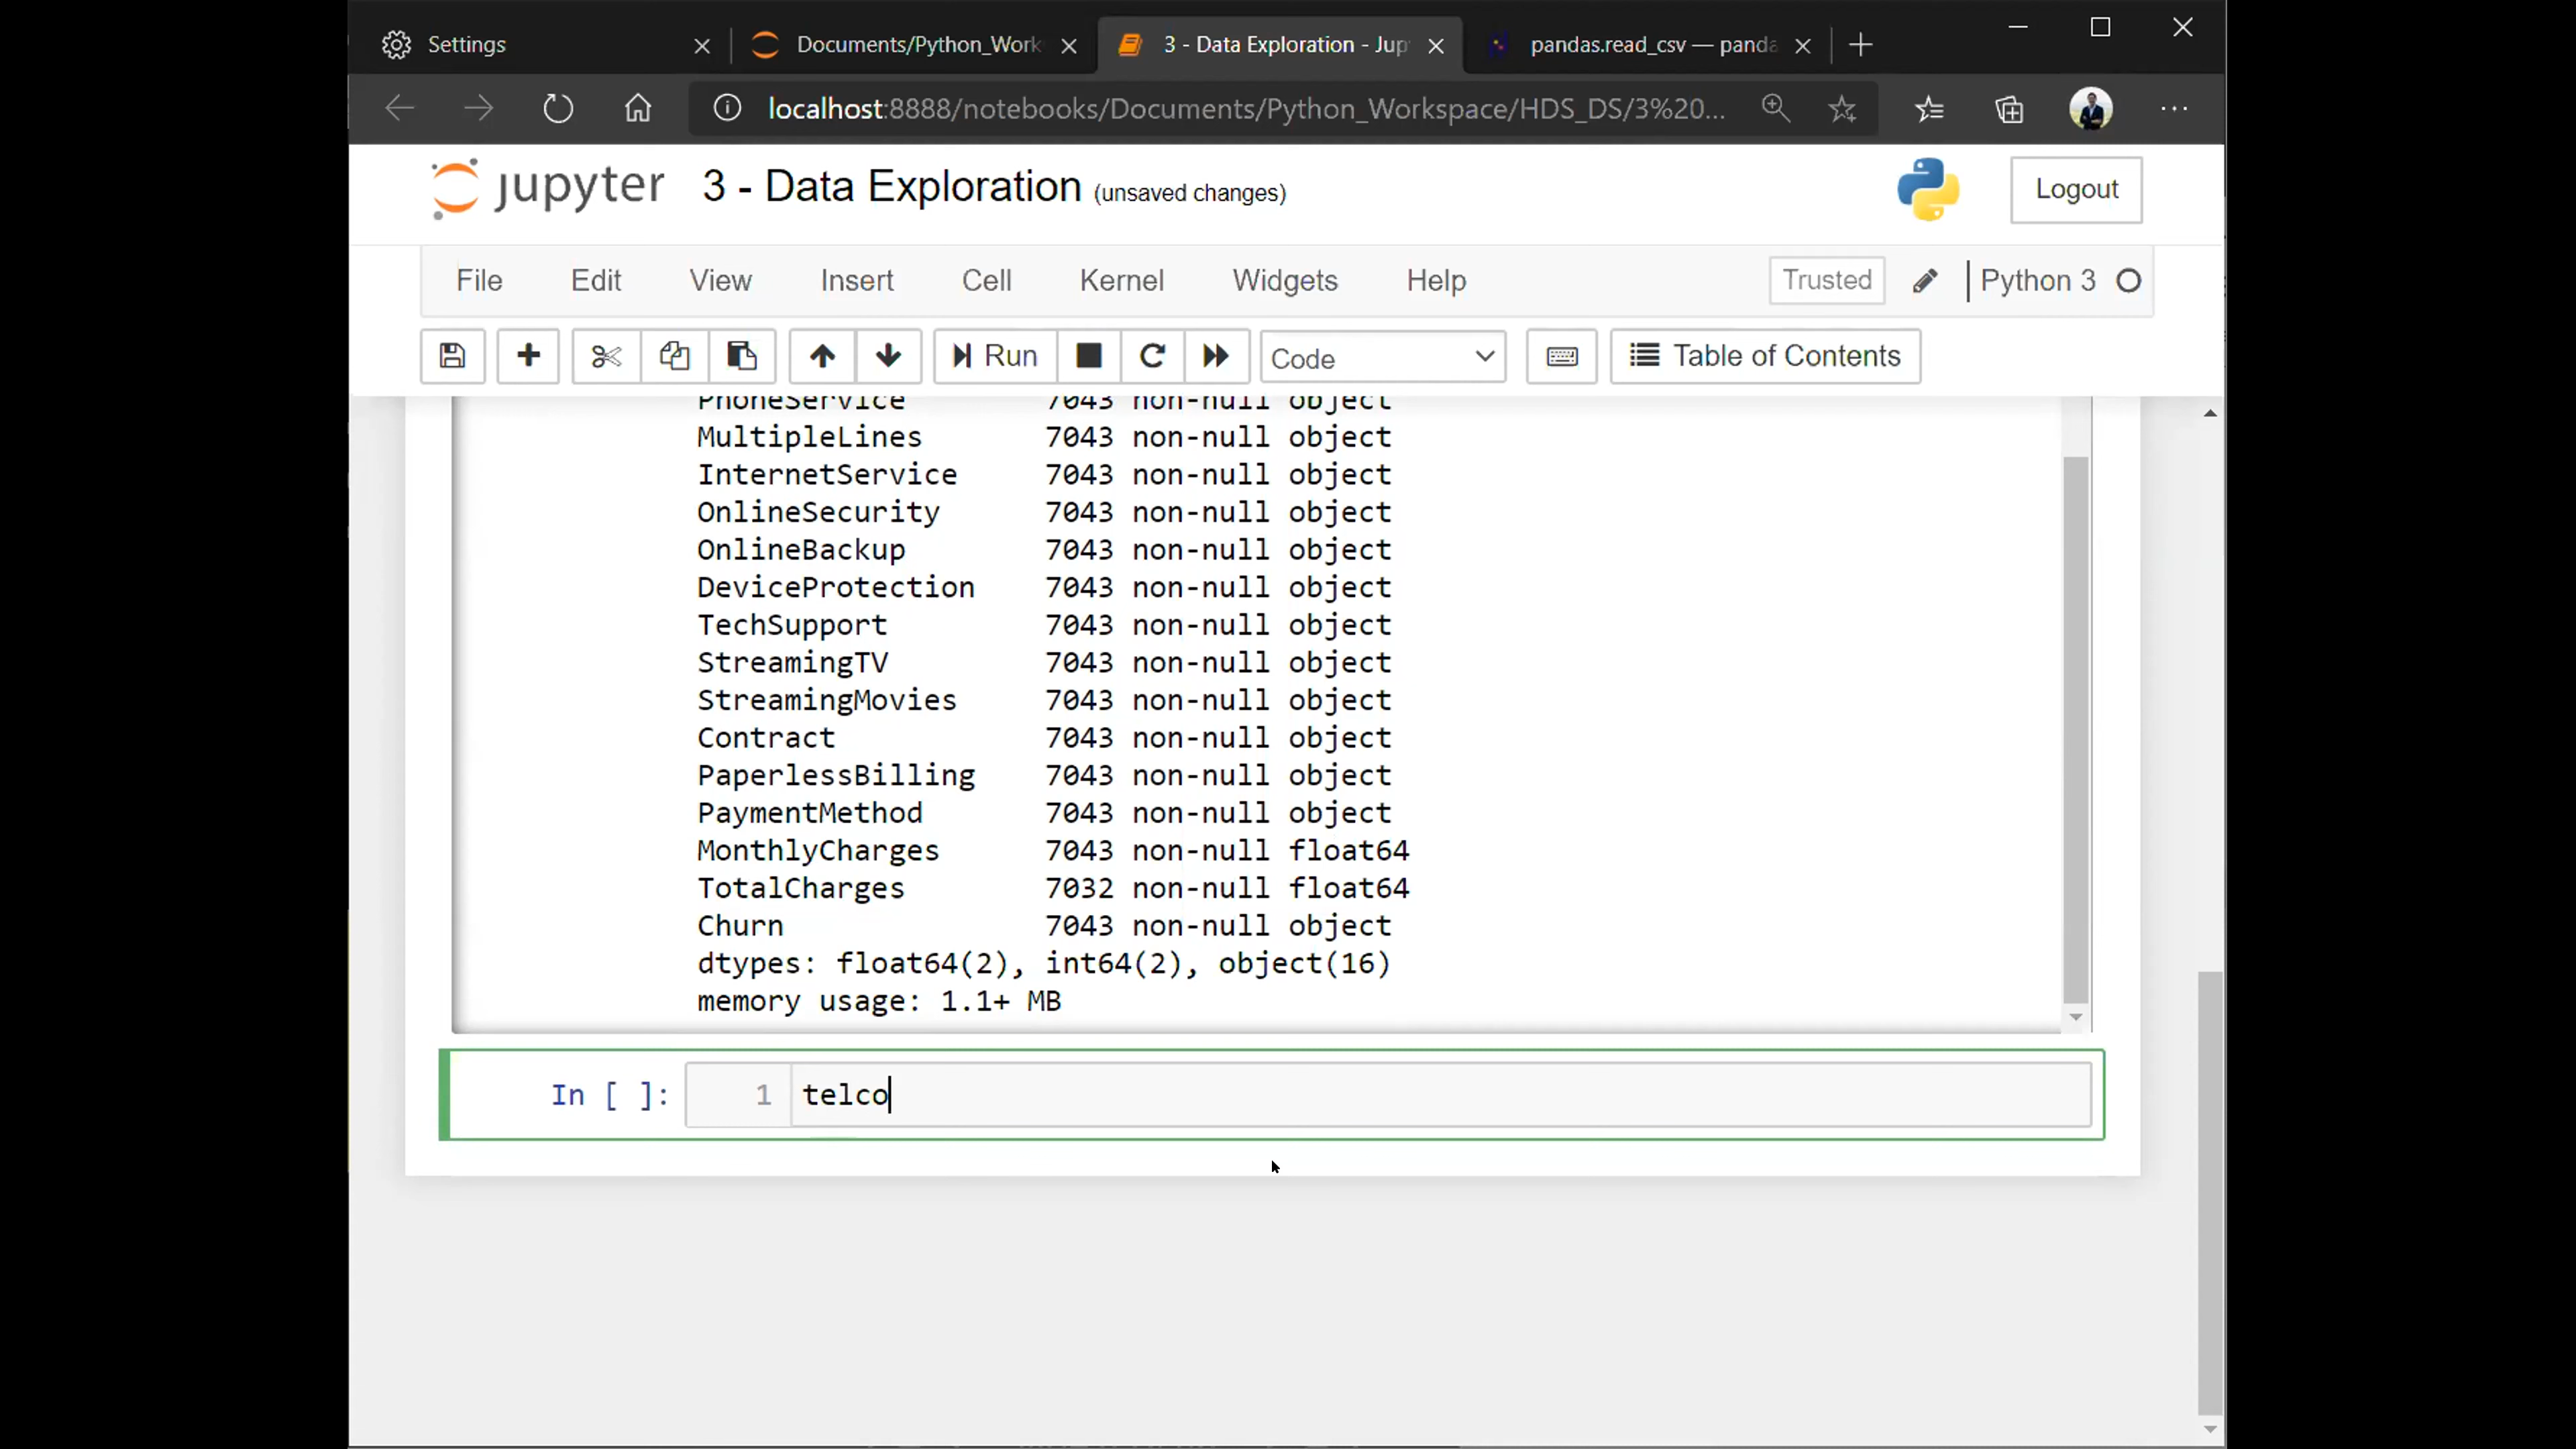 Settings
Documents/Python_Work
3 - Data Exploration - Jup
pandas.read_csv — panda
localhost:8888/notebooks/Documents/Python_Workspace/HDS_DS/3%20...
jupyter 3 - Data Exploration (unsaved changes)
Logout
File Edit View Insert Cell Kernel Widgets Help Trusted Python 3
Run Code Table of Contents
PhoneService 7043 non-null object
MultipleLines 7043 non-null object
InternetService 7043 non-null object
OnlineSecurity 7043 non-null object
OnlineBackup 7043 non-null object
DeviceProtection 7043 non-null object
TechSupport 7043 non-null object
StreamingTV 7043 non-null object
StreamingMovies 7043 non-null object
Contract 7043 non-null object
PaperlessBilling 7043 non-null object
PaymentMethod 7043 non-null object
MonthlyCharges 7043 non-null float64
TotalCharges 7032 non-null float64
Churn 7043 non-null object
dtypes: float64(2), int64(2), object(16)
memory usage: 1.1+ MB
In [ ]: 1 telco